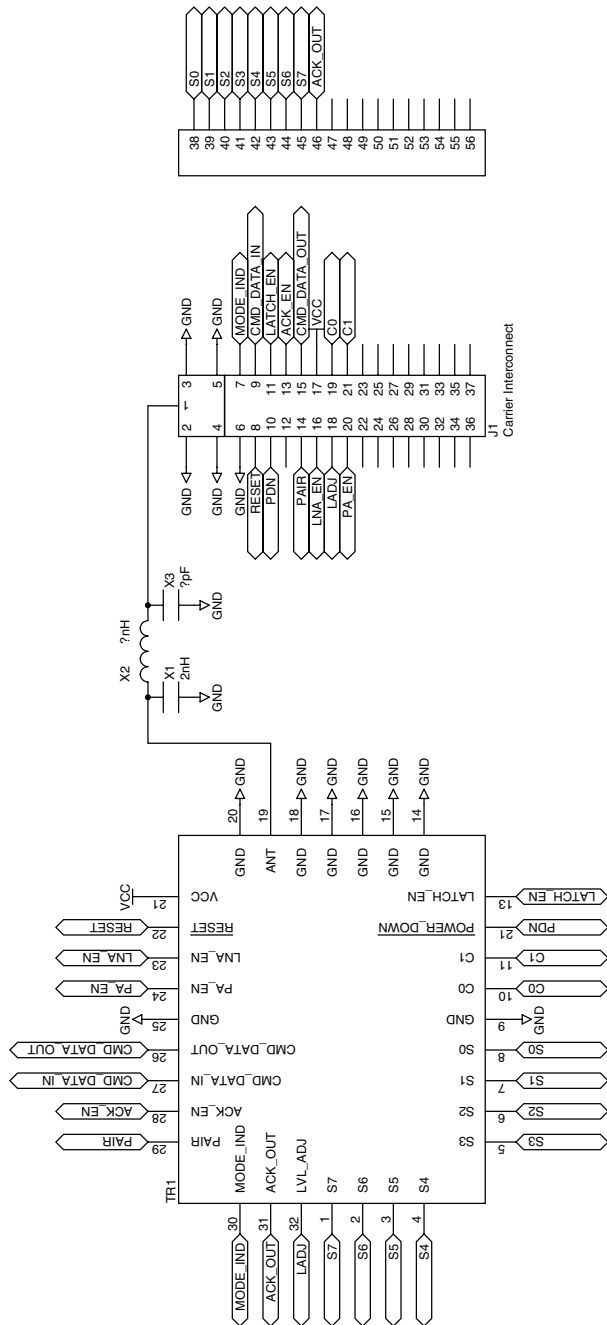 S0
S1
S2
S3
S4
S5
S6
S7
ACK_OUT
38
39
40
41
42
43
44
45
46
47
48
49
50
51
52
53
54
55
56
GND
GND
MODE_IND
CMD_DATA_IN
LATCH_EN
ACK_EN
CMD_DATA_OUT
VCC
C0
C1
1
3
5
7
9
11
13
15
17
19
21
23
25
27
29
31
33
35
37
2
4
6
8
10
12
14
16
18
20
22
24
26
28
30
32
34
36
J1
Carrier Interconnect
GND
GND
GND
RESET
PDN
PAIR
LNA_EN
LADJ
PA_EN
X2
?nH
X3
?pF
GND
X1
2nH
GND
GND
GND
GND
GND
GND
GND
20
19
18
17
16
15
14
GND
ANT
GND
GND
GND
GND
GND
VCC
21
VCC
RESET
22
RESET
LNA_EN
23
LNA_EN
PA_EN
24
PA_EN
GND
25
GND
CMD_DATA_OUT
26
CMD_DATA_OUT
CMD_DATA_IN
27
CMD_DATA_IN
ACK_EN
28
ACK_EN
PAIR
29
PAIR
LATCH_EN
13
LATCH_EN
POWER_DOWN
21
PDN
C1
11
C1
C0
10
C0
GND
9
GND
S0
8
S0
S1
7
S1
S2
6
S2
S3
5
S3
TR1
MODE_IND
ACK_OUT
LVL_ADJ
S7
S6
S5
S4
30
31
32
1
2
3
4
MODE_IND
ACK_OUT
LADJ
S7
S6
S5
S4